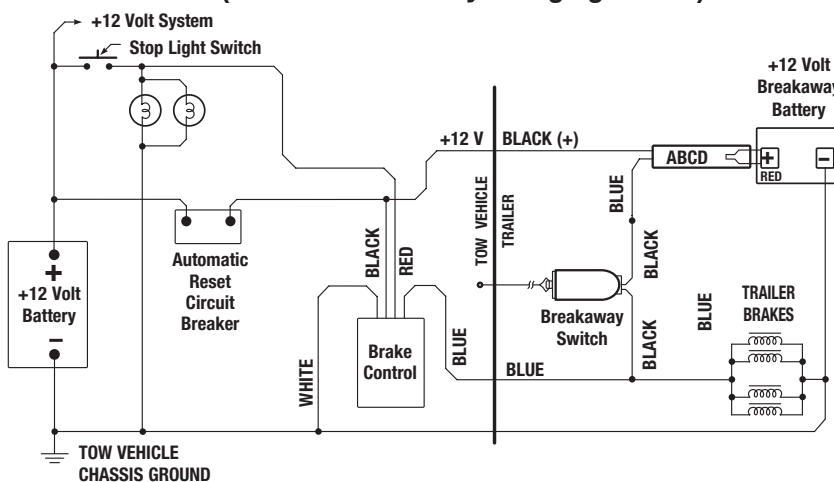 +12 Volt System
Stop Light Switch
+12 Volt
Breakaway
Battery
+12 V
BLACK (+)
ABCD
+
−
RED
BLUE
TOW VEHICLE
TRAILER
BLACK
RED
BLACK
+
+12 Volt
Battery
−
Automatic
Reset
Circuit
Breaker
Breakaway
Switch
BLUE
TRAILER
BRAKES
Brake
Control
WHITE
BLUE
BLACK
BLUE
TOW VEHICLE
CHASSIS GROUND